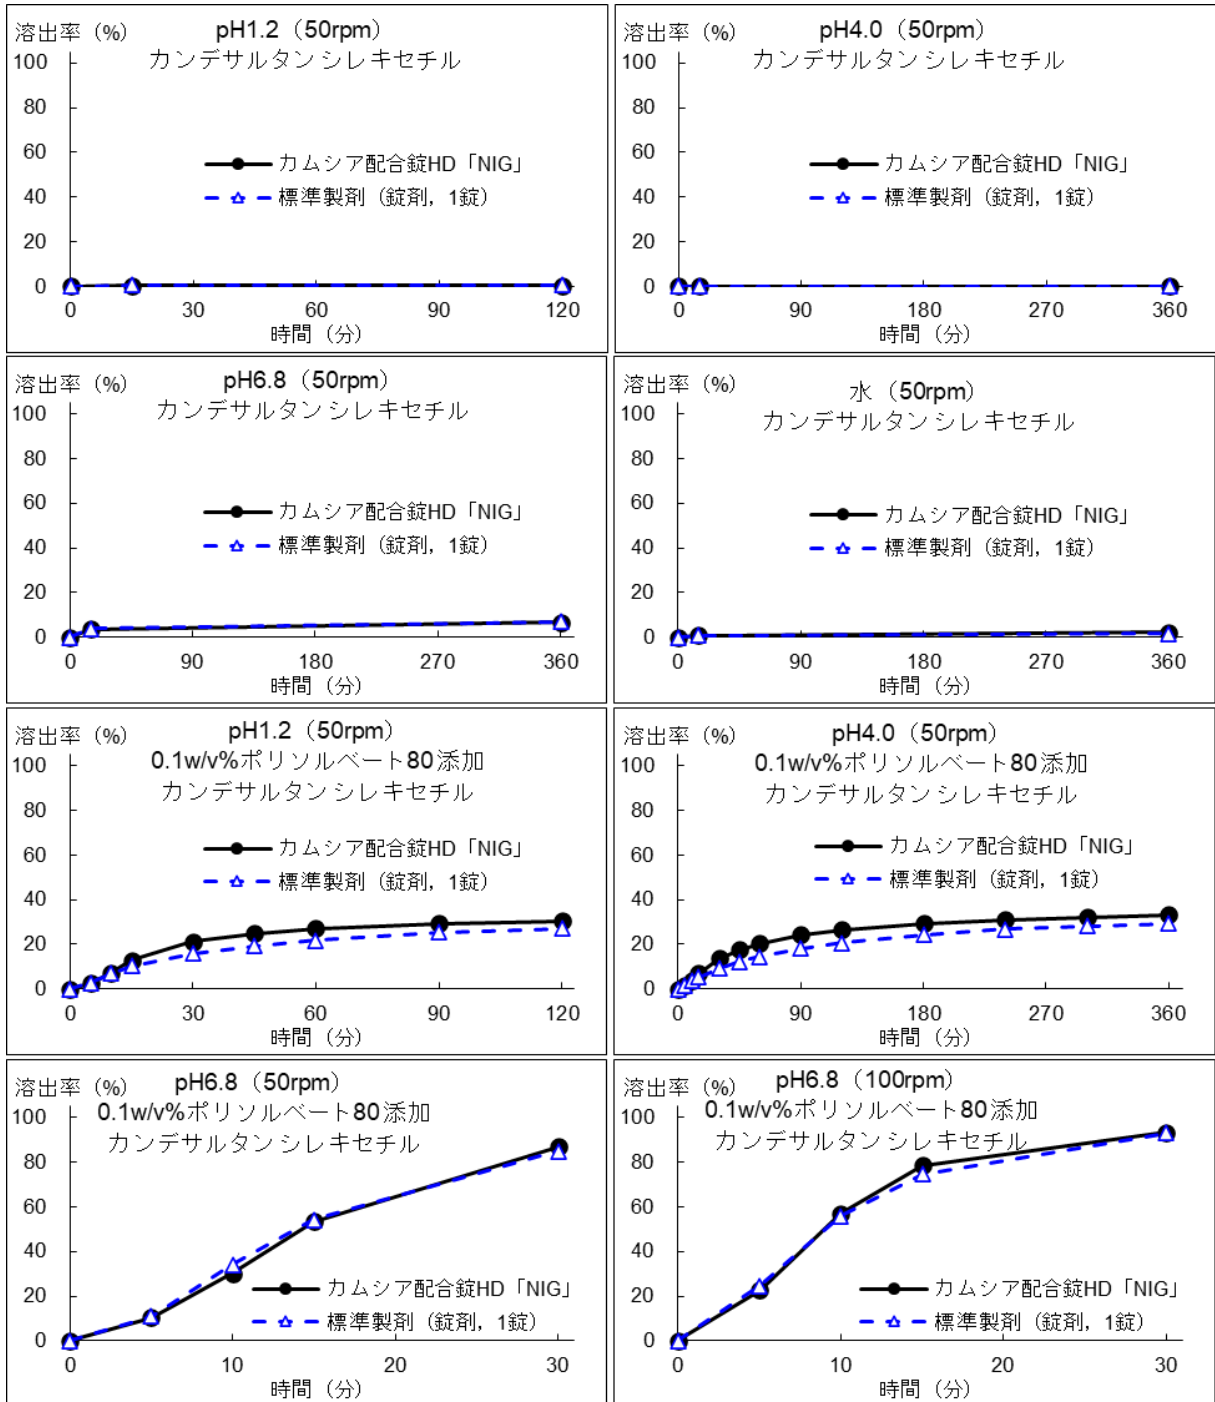 溶出率（%）
pH1.2（50rpm）
カンデサルタン シレキセチル
100
80
60
40
20
0
カムシア配合錠HD「NIG」
標準製剤（錠剤，1錠）
0 30 60 90 120
時間（分）
溶出率（%）
pH4.0（50rpm）
カンデサルタン シレキセチル
100
80
60
40
20
0
カムシア配合錠HD「NIG」
標準製剤（錠剤，1錠）
0 90 180 270 360
時間（分）
溶出率（%）
pH6.8（50rpm）
カンデサルタン シレキセチル
100
80
60
40
20
0
カムシア配合錠HD「NIG」
標準製剤（錠剤，1錠）
0 90 180 270 360
時間（分）
溶出率（%）
水（50rpm）
カンデサルタン シレキセチル
100
80
60
40
20
0
カムシア配合錠HD「NIG」
標準製剤（錠剤，1錠）
0 90 180 270 360
時間（分）
溶出率（%）
pH1.2（50rpm）
0.1w/v%ポリソルベート80添加
カンデサルタン シレキセチル
100
80
60
40
20
0
カムシア配合錠HD「NIG」
標準製剤（錠剤，1錠）
0 30 60 90 120
時間（分）
溶出率（%）
pH4.0（50rpm）
0.1w/v%ポリソルベート80添加
カンデサルタン シレキセチル
100
80
60
40
20
0
カムシア配合錠HD「NIG」
標準製剤（錠剤，1錠）
0 90 180 270 360
時間（分）
溶出率（%）
pH6.8（50rpm）
0.1w/v%ポリソルベート80添加
カンデサルタン シレキセチル
100
80
60
40
20
0
カムシア配合錠HD「NIG」
標準製剤（錠剤，1錠）
0 10 20 30
時間（分）
溶出率（%）
pH6.8（100rpm）
0.1w/v%ポリソルベート80添加
カンデサルタン シレキセチル
100
80
60
40
20
0
カムシア配合錠HD「NIG」
標準製剤（錠剤，1錠）
0 10 20 30
時間（分）